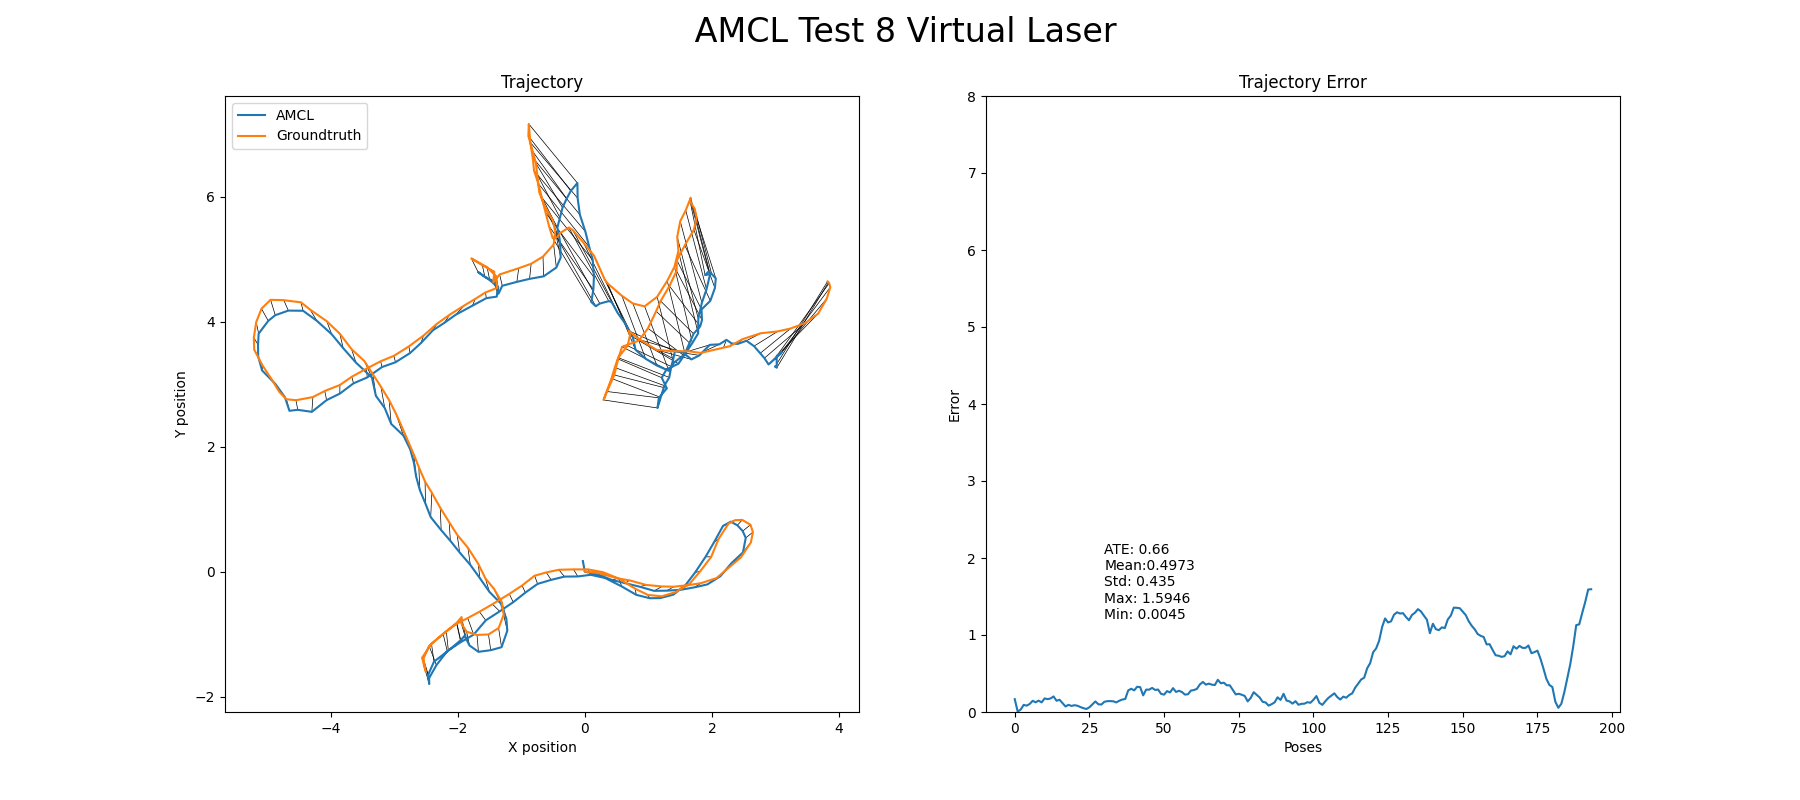 AMCL Test 8 Virtual Laser
Trajectory
AMCL
Groundtruth
6
4
2
0
−2
−4
−2
0
2
4
Y position
X position
Trajectory Error
8
7
6
5
4
3
2
1
0
ATE: 0.66
Mean:0.4973
Std: 0.435
Max: 1.5946
Min: 0.0045
0
25
50
75
100
125
150
175
200
Error
Poses